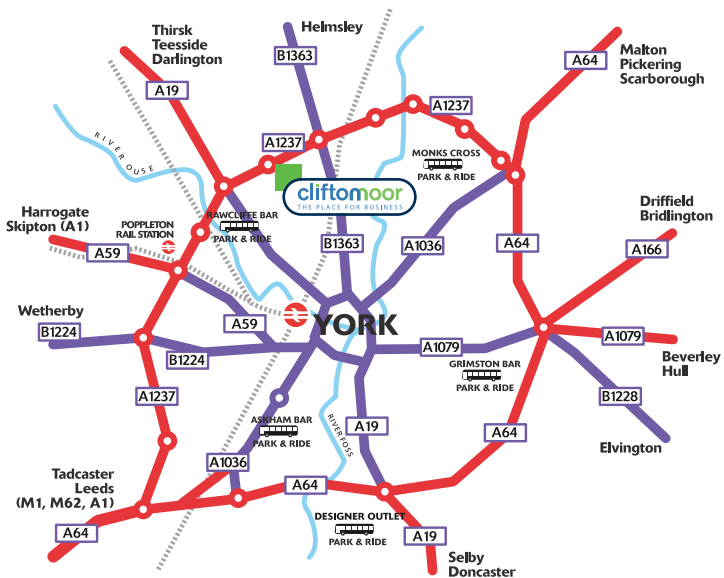 Thirsk
Teesside
Darlington
Helmsley
B1363
A64
Malton
Pickering
Scarborough
A19
A1237
A1237
RIVER OUSE
MONKS CROSS
PARK & RIDE
cliftonmoor
THE PLACE FOR BUSINESS
Harrogate
Skipton (A1)
POPPLETON
RAIL STATION
RAWCLIFFE BAR
PARK & RIDE
Driffield
Bridlington
A59
B1363
A1036
A64
A166
Wetherby
B1224
A59
YORK
B1224
A1079
A1079
GRIMSTON BAR
PARK & RIDE
Beverley
Hull
A1237
B1228
ASKHAM BAR
PARK & RIDE
RIVER FOSS
A19
A64
Elvington
A1036
Tadcaster
Leeds
(M1, M62, A1)
A64
A64
DESIGNER OUTLET
PARK & RIDE
A19
Selby
Doncaster